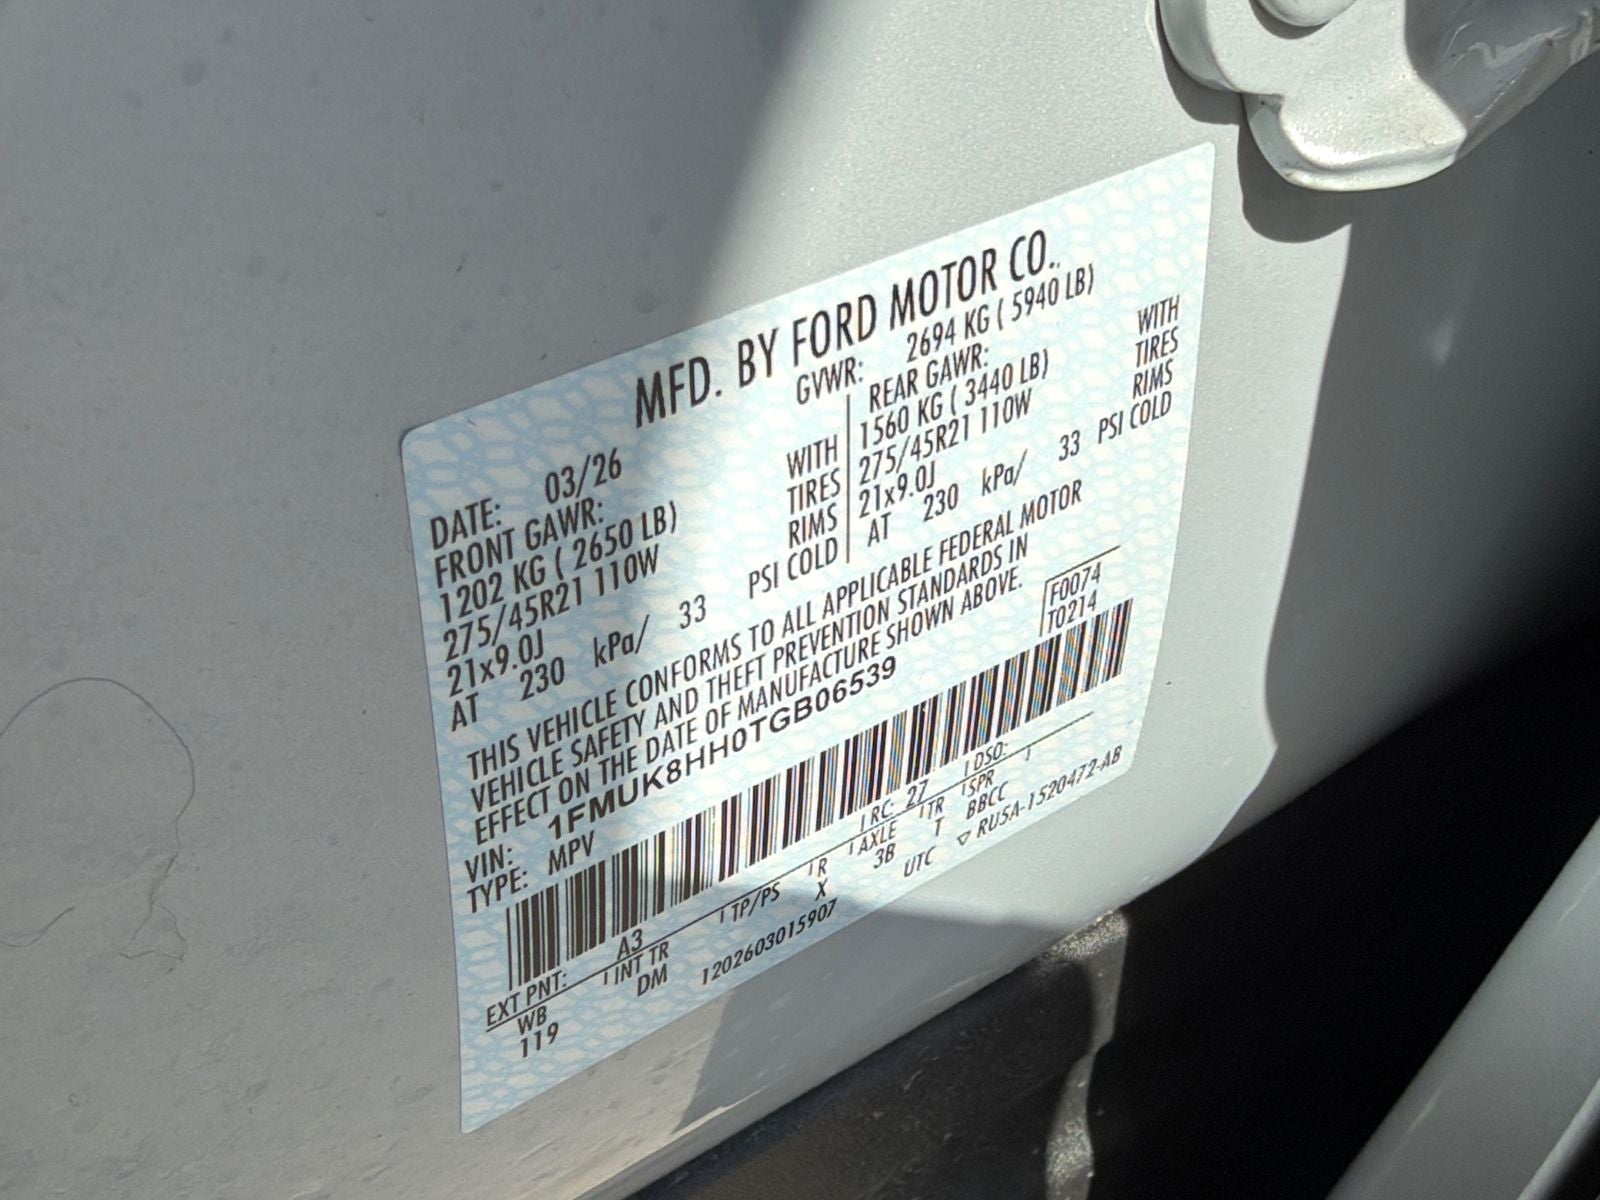 MFD. BY FORD MOTOR CO.
DATE: 03/26 GVWR: 2694 KG ( 5940 LB)
FRONT GAWR: REAR GAWR:
1202 KG ( 2650 LB) WITH 1560 KG ( 3440 LB) WITH
275/45R21 110W TIRES 275/45R21 110W TIRES
21x9.0J RIMS 21x9.0J RIMS
AT 230 kPa/ 33 PSI COLD AT 230 kPa/ 33 PSI COLD
THIS VEHICLE CONFORMS TO ALL APPLICABLE FEDERAL MOTOR
VEHICLE SAFETY AND THEFT PREVENTION STANDARDS IN
EFFECT ON THE DATE OF MANUFACTURE SHOWN ABOVE.
VIN: 1FMUK8HH0TGB06539 F0074
TYPE: MPV T0214
EXT PNT: A3 RC: 27 DSO:
WB INT TR TP/PS R AXLE TR SPR
119 DM X 3B T BBCC
1202603015907 UTC ▽ RU5A-1520472-AB